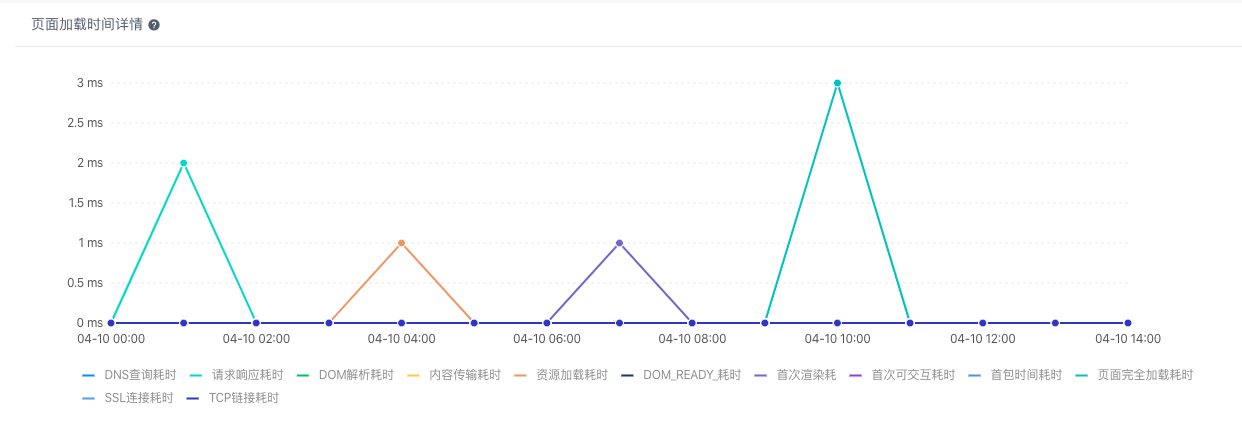 页面加载时间详情 ?
3 ms
2.5 ms
2 ms
1.5 ms
1 ms
0.5 ms
0 ms
04-10 00:00 04-10 02:00 04-10 04:00 04-10 06:00 04-10 08:00 04-10 10:00 04-10 12:00 04-10 14:00
DNS查询耗时 请求响应耗时 DOM解析耗时 内容传输耗时 资源加载耗时 DOM_READY_耗时 首次渲染耗 首次可交互耗时 首包时间耗时 页面完全加载耗时
SSL连接耗时 TCP链接耗时